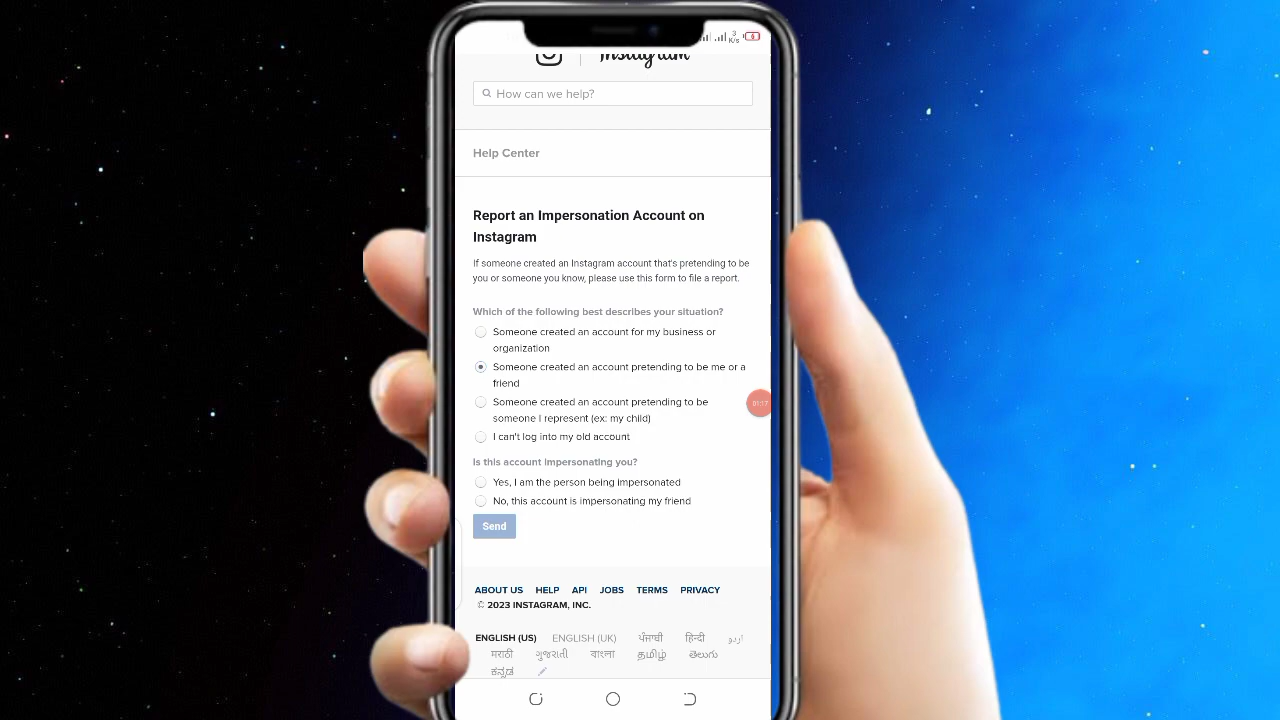 3
K/s
6
Instagram
How can we help?
Help Center
Report an Impersonation Account on
Instagram
If someone created an Instagram account that's pretending to be
you or someone you know, please use this form to file a report.
Which of the following best describes your situation?
Someone created an account for my business or
organization
Someone created an account pretending to be me or a
friend
Someone created an account pretending to be
someone I represent (ex: my child)
01:17
I can't log into my old account
Is this account impersonating you?
Yes, I am the person being impersonated
No, this account is impersonating my friend
Send
ABOUT US HELP API JOBS TERMS PRIVACY
© 2023 INSTAGRAM, INC.
ENGLISH (US) ENGLISH (UK) ਪੰਜਾਬੀ हिन्दी اردو
मराठी ગુજરાતી বাংলা தமிழ் తెలుగు
ಕನ್ನಡ